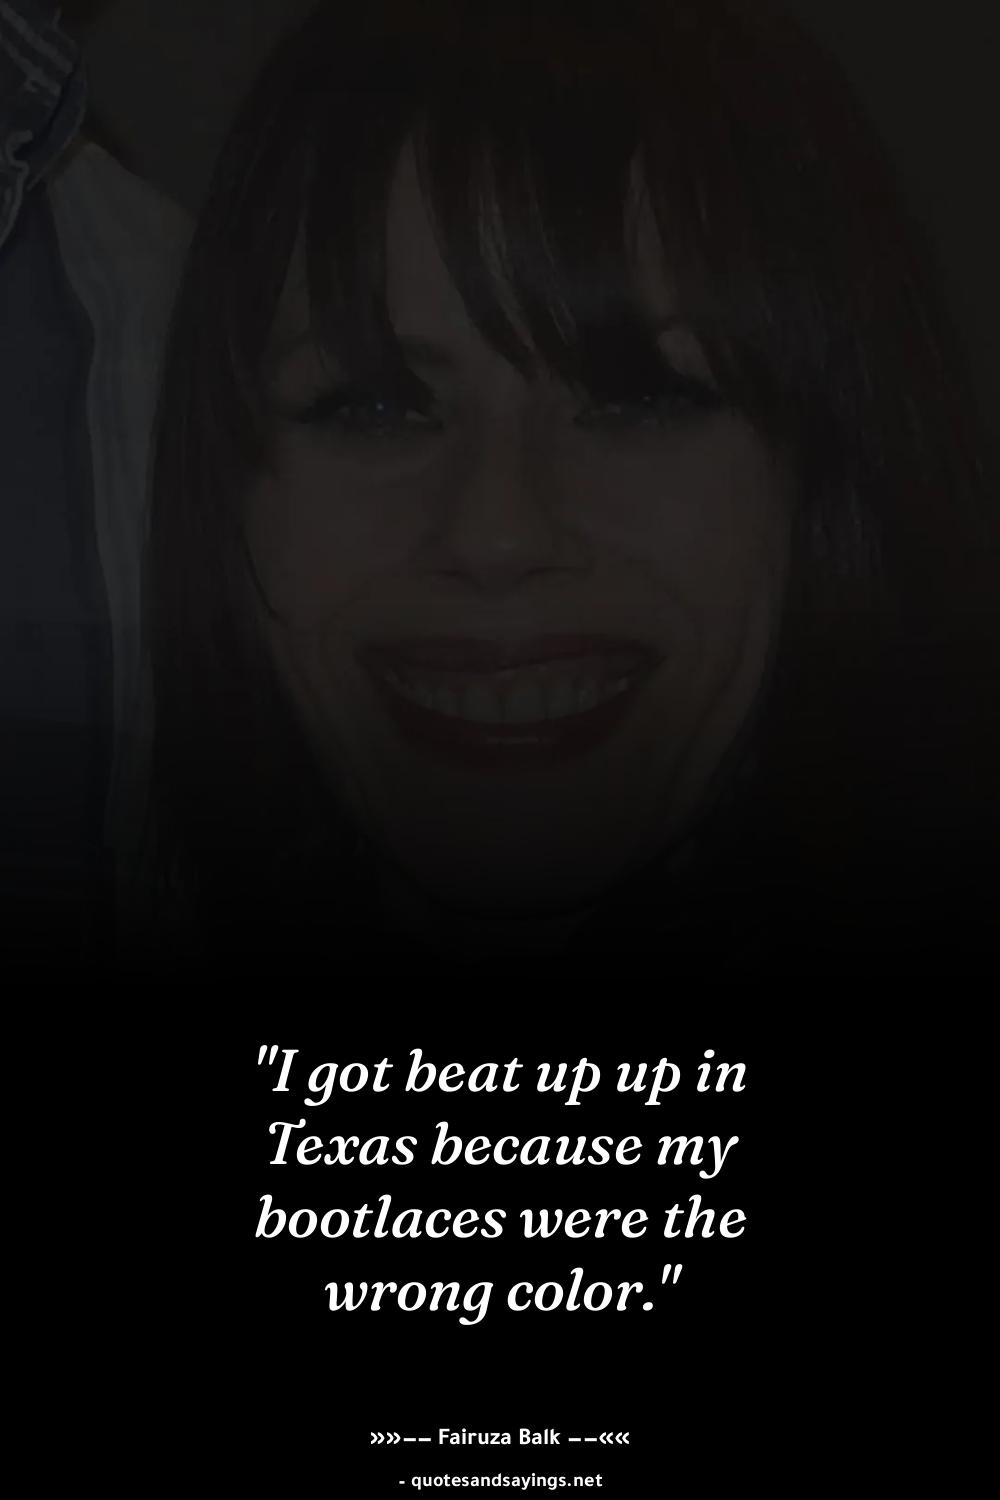 "I got beat up up in
Texas because my
bootlaces were the
wrong color."
»»−− Fairuza Balk −−««
- quotesandsayings.net